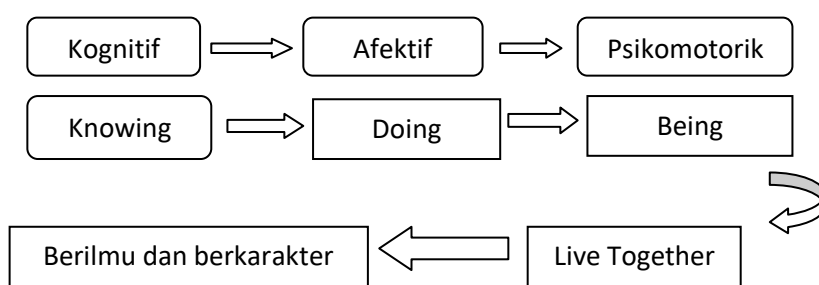 Kognitif Afektif Psikomotorik
Knowing Doing Being
Berilmu dan berkarakter Live Together